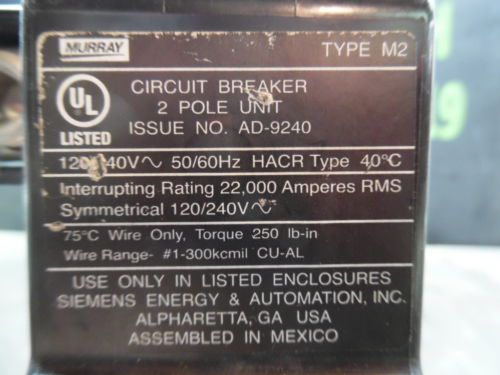 MURRAY
TYPE M2
UL
LISTED
CIRCUIT BREAKER
2 POLE UNIT
ISSUE NO. AD-9240
50/60Hz HACR Type 40°C
Interrupting Rating 22,000 Amperes RMS
Symmetrical 120/240V~
75°C Wire Only, Torque 250 lb-in
Wire Range- #1-300kcmil CU-AL
USE ONLY IN LISTED ENCLOSURES
SIEMENS ENERGY & AUTOMATION, INC.
ALPHARETTA, GA USA
ASSEMBLED IN MEXICO